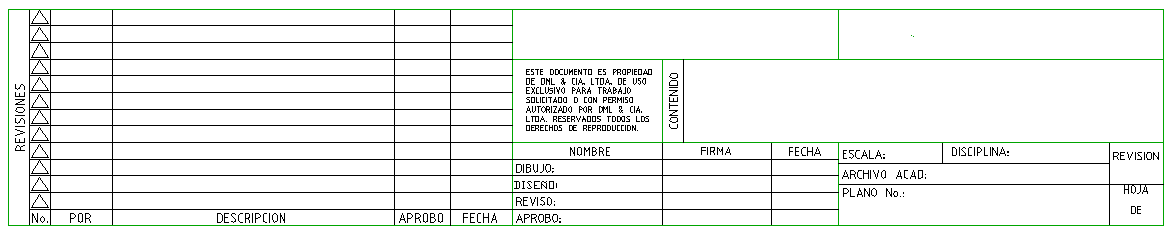 REVISIONES
No. POR DESCRIPCION APROBO FECHA
ESTE DOCUMENTO ES PROPIEDAD
DE DNL & CIA. LTDA. DE USO
EXCLUSIVO PARA TRABAJO
SOLICITADO O CON PERMISO
AUTORIZADO POR DML & CIA.
LTDA. RESERVADOS TODOS LOS
DERECHOS DE REPRODUCCION.
CONTENIDO
NOMBRE FIRMA FECHA
DIBUJO:
DISEÑO:
REVISO:
APROBO:
ESCALA: DISCIPLINA:
ARCHIVO ACAD:
PLANO No.:
REVISION
HOJA
DE